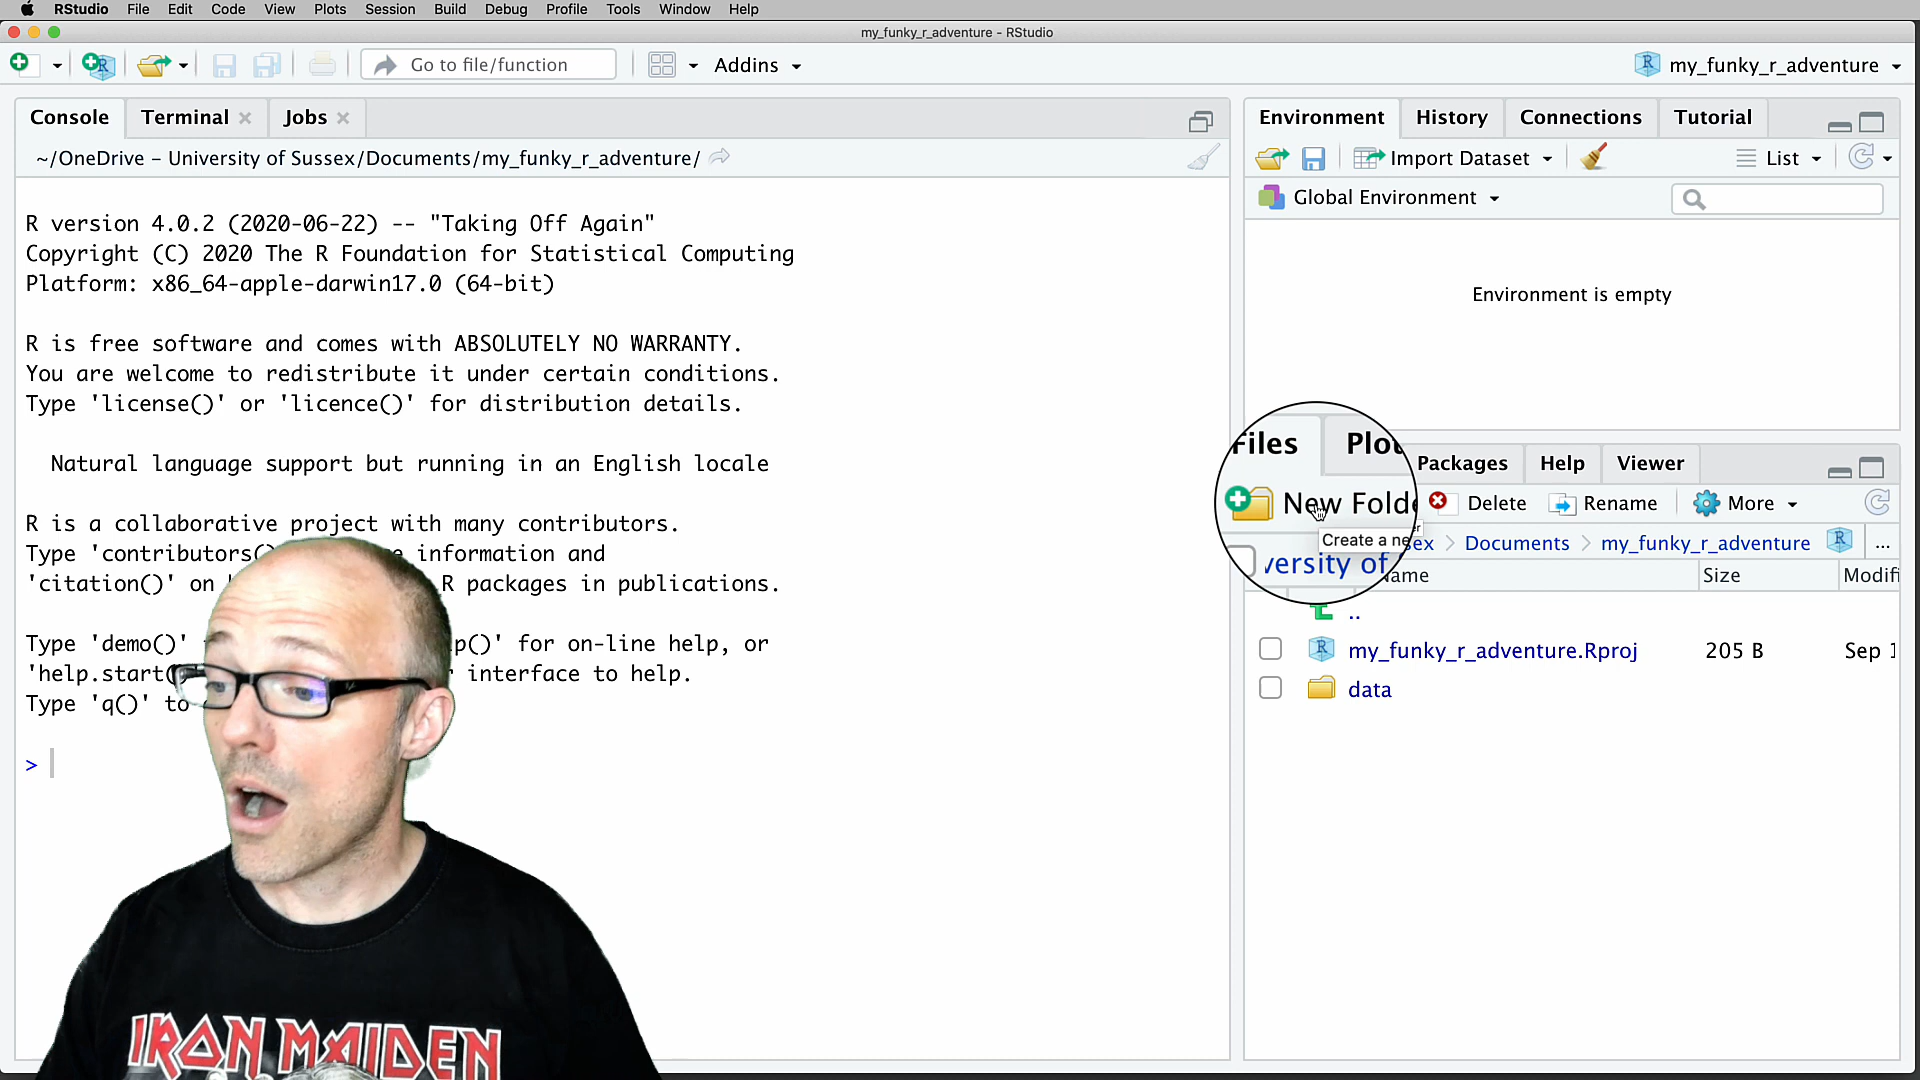 RStudio File Edit Code View Plots Session Build Debug Profile Tools Window Help
my_funky_r_adventure - RStudio
Go to file/function Addins my_funky_r_adventure
Console Terminal Jobs
~/OneDrive – University of Sussex/Documents/my_funky_r_adventure/
R version 4.0.2 (2020-06-22) -- "Taking Off Again"
Copyright (C) 2020 The R Foundation for Statistical Computing
Platform: x86_64-apple-darwin17.0 (64-bit)
R is free software and comes with ABSOLUTELY NO WARRANTY.
You are welcome to redistribute it under certain conditions.
Type 'license()' or 'licence()' for distribution details.
Natural language support but running in an English locale
R is a collaborative project with many contributors.
Type 'contributors() information and
'citation()' on R packages in publications.
Type 'demo()' lp()' for on-line help, or
'help.start( interface to help.
Type 'q()' to
>
IRON MAIDEN
Environment History Connections Tutorial
Import Dataset List
Global Environment
Environment is empty
Files Plo Packages Help Viewer
New Folde Delete Rename More
Create a ne er
versity of sex Documents my_funky_r_adventure ...
Name Size Modifi
..
my_funky_r_adventure.Rproj 205 B Sep 1
data